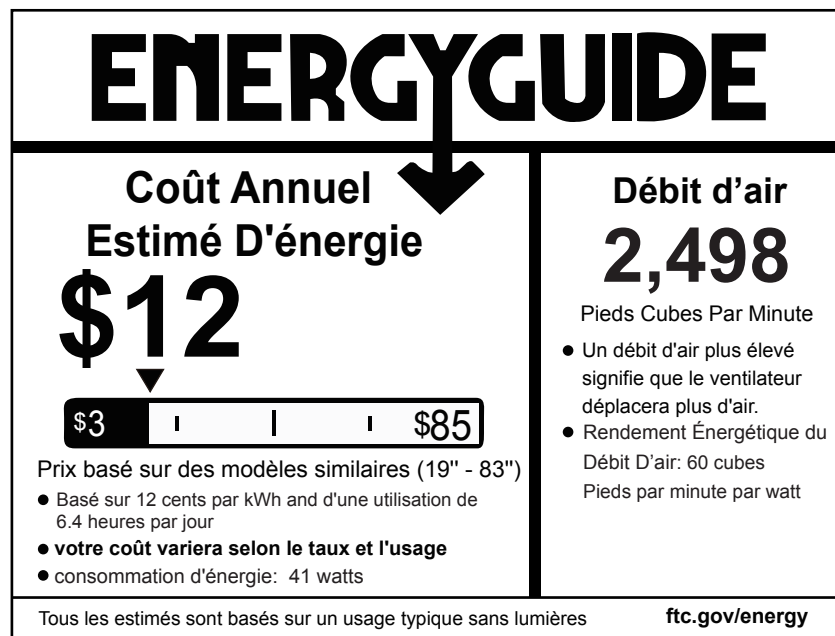 ENERGYGUIDE
Coût Annuel
Estimé D'énergie
$12
$3 $85
Prix basé sur des modèles similaires (19" - 83")
● Basé sur 12 cents par kWh and d'une utilisation de
6.4 heures par jour
● votre coût variera selon le taux et l'usage
● consommation d'énergie: 41 watts
Débit d'air
2,498
Pieds Cubes Par Minute
● Un débit d'air plus élevé
signifie que le ventilateur
déplacera plus d'air.
● Rendement Énergétique du
Débit D'air: 60 cubes
Pieds par minute par watt
Tous les estimés sont basés sur un usage typique sans lumières
ftc.gov/energy